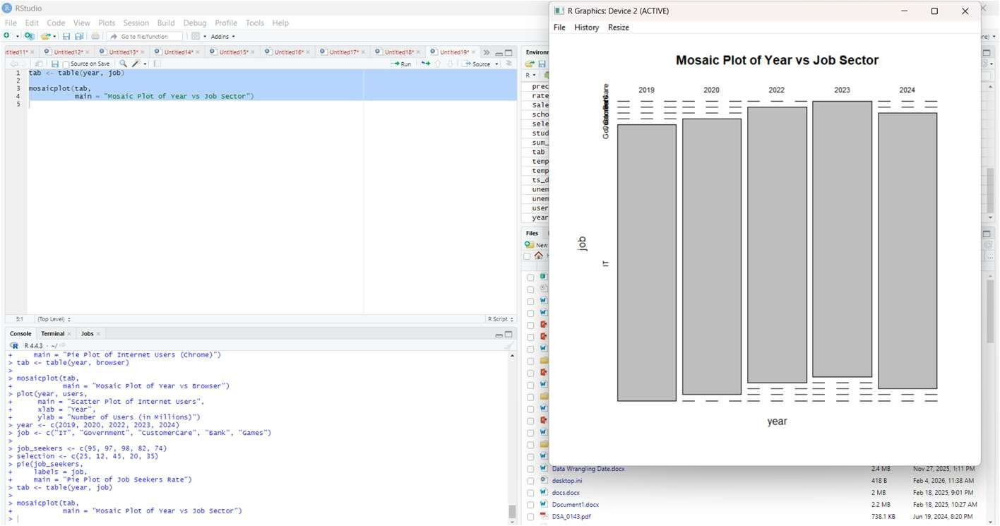 RStudio
File Edit Code View Plots Session Build Debug Profile Tools Help
Go to file/function Addins
Untitled12* Untitled13* Untitled14* Untitled15* Untitled16* Untitled17* Untitled18* Untitled19*
Source on Save Run Source
1 tab <- table(year, job)
2
3 mosaicplot(tab,
4 main = "Mosaic Plot of Year vs Job Sector")
5
5:1 (Top Level) R Script
Console Terminal Jobs
R 4.4.3 · ~/
+ main = "Pie Plot of Internet Users (Chrome)")
> tab <- table(year, browser)
>
> mosaicplot(tab,
+ main = "Mosaic Plot of Year vs Browser")
> plot(year, users,
+ main = "Scatter Plot of Internet Users",
+ xlab = "Year",
+ ylab = "Number of Users (in Millions)")
> year <- c(2019, 2020, 2022, 2023, 2024)
> job <- c("IT", "Government", "CustomerCare", "Bank", "Games")
>
> job_seekers <- c(95, 97, 98, 82, 74)
> selection <- c(25, 12, 45, 20, 35)
> pie(job_seekers,
+ labels = job,
+ main = "Pie Plot of Job Seekers Rate")
> tab <- table(year, job)
>
> mosaicplot(tab,
+ main = "Mosaic Plot of Year vs Job Sector")
>
Environ
R
prec
rate
Sale
scho
sele
stud
sum_
tab
temp
temp
ts_d
unem
unem
user
year
Files
New
R Graphics: Device 2 (ACTIVE)
File History Resize
Mosaic Plot of Year vs Job Sector
2019 2020 2022 2023 2024
IT
job
year
Data Wrangling Date.docx 2.4 MB Nov 27, 2025, 1:11 PM
desktop.ini 418 B Feb 4, 2026, 11:38 AM
docs.docx 2 MB Feb 18, 2025, 9:01 PM
Document1.docx 2.2 MB Feb 18, 2025, 10:27 AM
DSA_0143.pdf 738.1 KB Jun 19, 2024, 8:20 PM